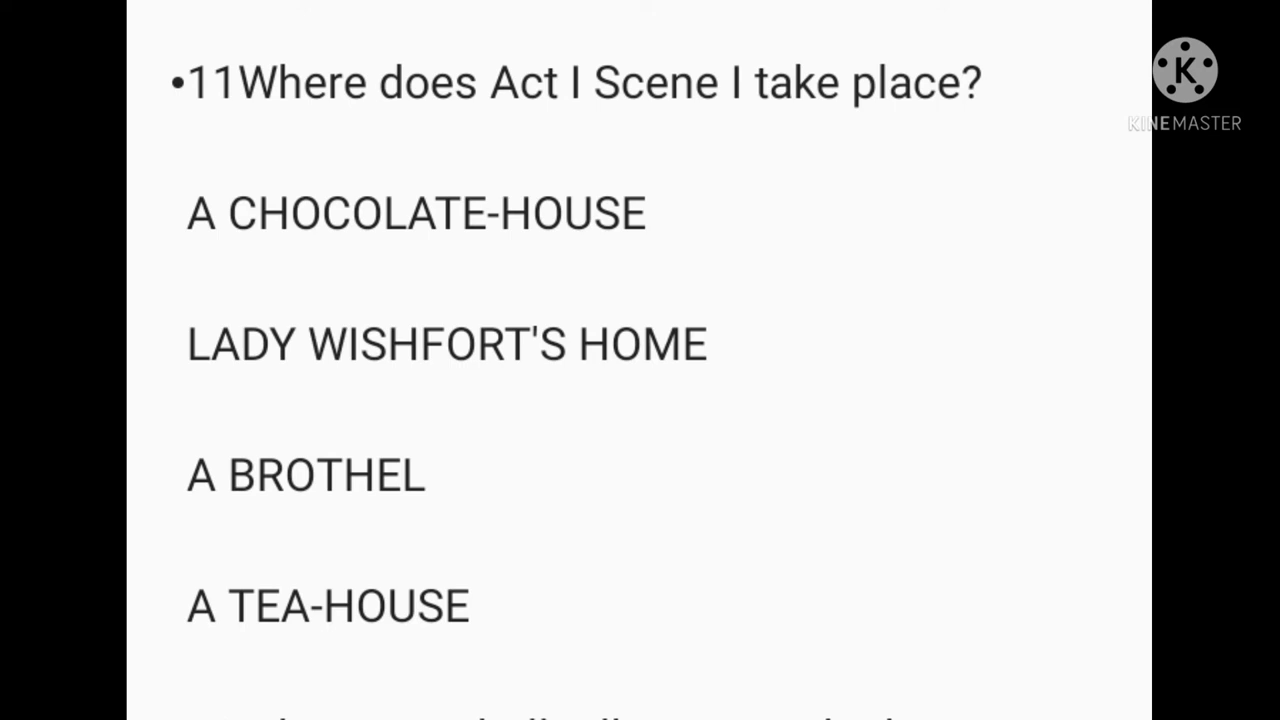 •11Where does Act I Scene I take place?
K
KINEMASTER
A CHOCOLATE-HOUSE
LADY WISHFORT'S HOME
A BROTHEL
A TEA-HOUSE